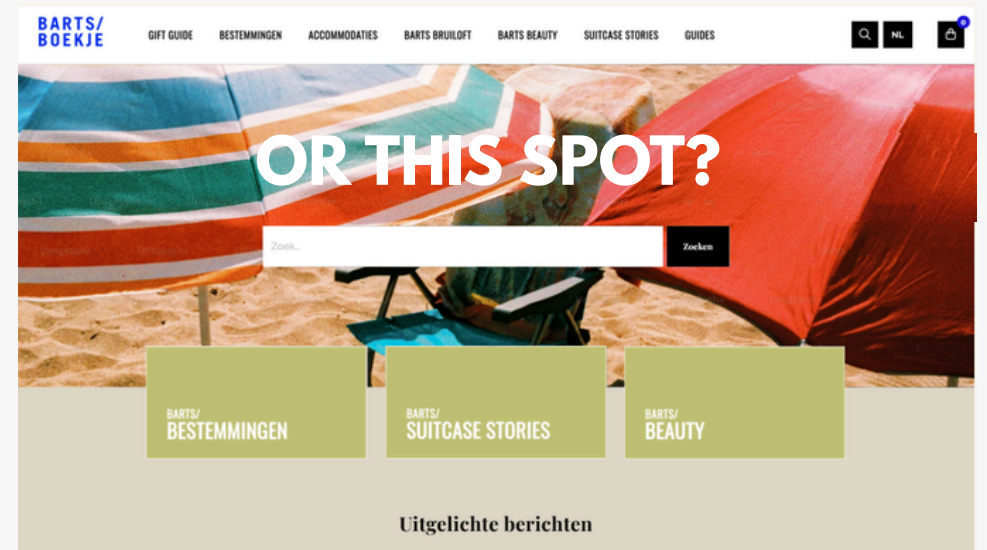 BARTS/
BOEKJE
GIFT GUIDE BESTEMMINGEN ACCOMMODATIES BARTS BRUILOFT BARTS BEAUTY SUITCASE STORIES GUIDES NL 0
OR THIS SPOT?
Zoek.. Zoeken
BARTS/ BARTS/ BARTS/
BESTEMMINGEN SUITCASE STORIES BEAUTY
Uitgelichte berichten